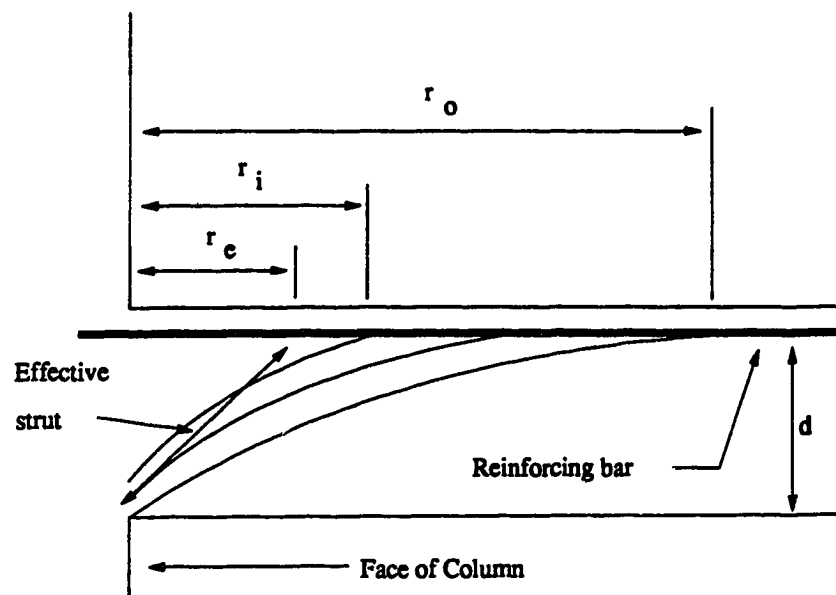 r o
r i
r e
Effective
strut
d
Reinforcing bar
Face of Column